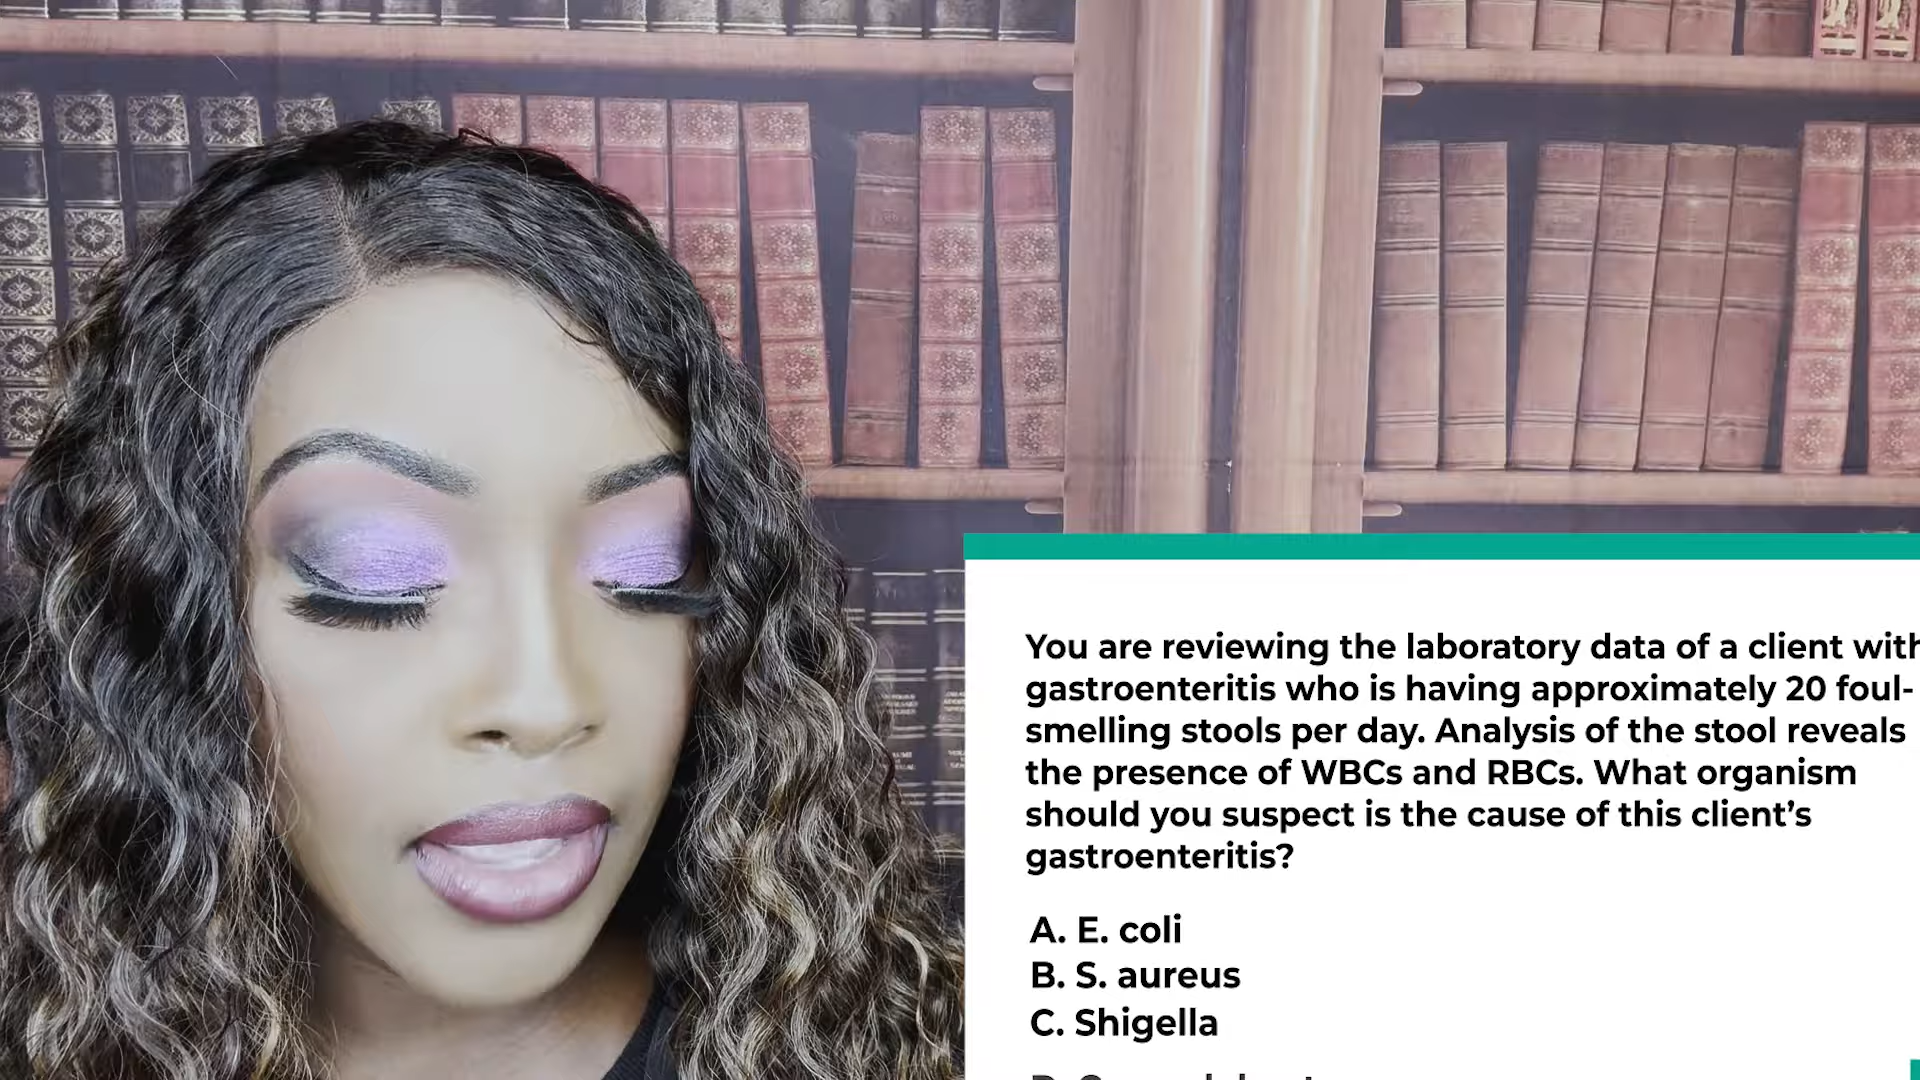 You are reviewing the laboratory data of a client with
gastroenteritis who is having approximately 20 foul-
smelling stools per day. Analysis of the stool reveals
the presence of WBCs and RBCs. What organism
should you suspect is the cause of this client’s
gastroenteritis?
A. E. coli
B. S. aureus
C. Shigella